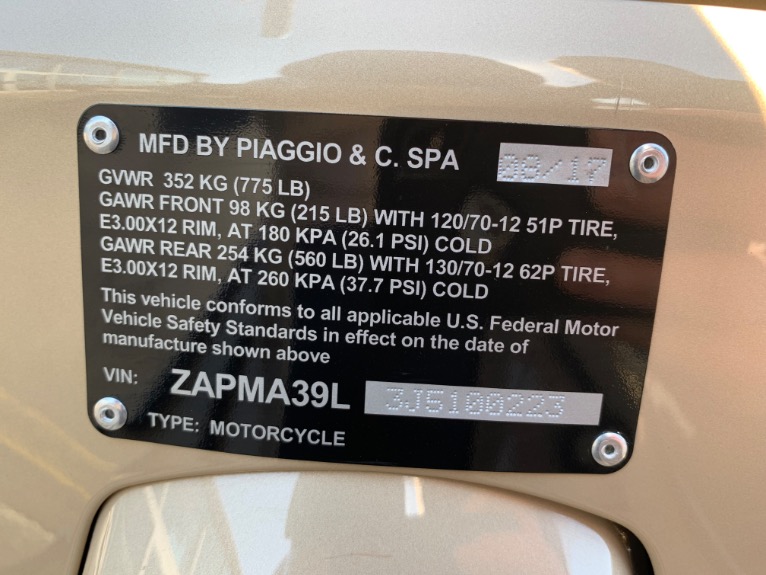 MFD BY PIAGGIO & C. SPA 08/17
GVWR 352 KG (775 LB)
GAWR FRONT 98 KG (215 LB) WITH 120/70-12 51P TIRE,
E3.00X12 RIM, AT 180 KPA (26.1 PSI) COLD
GAWR REAR 254 KG (560 LB) WITH 130/70-12 62P TIRE,
E3.00X12 RIM, AT 260 KPA (37.7 PSI) COLD
This vehicle conforms to all applicable U.S. Federal Motor
Vehicle Safety Standards in effect on the date of
manufacture shown above
VIN: ZAPMA39L 3J5100223
TYPE: MOTORCYCLE